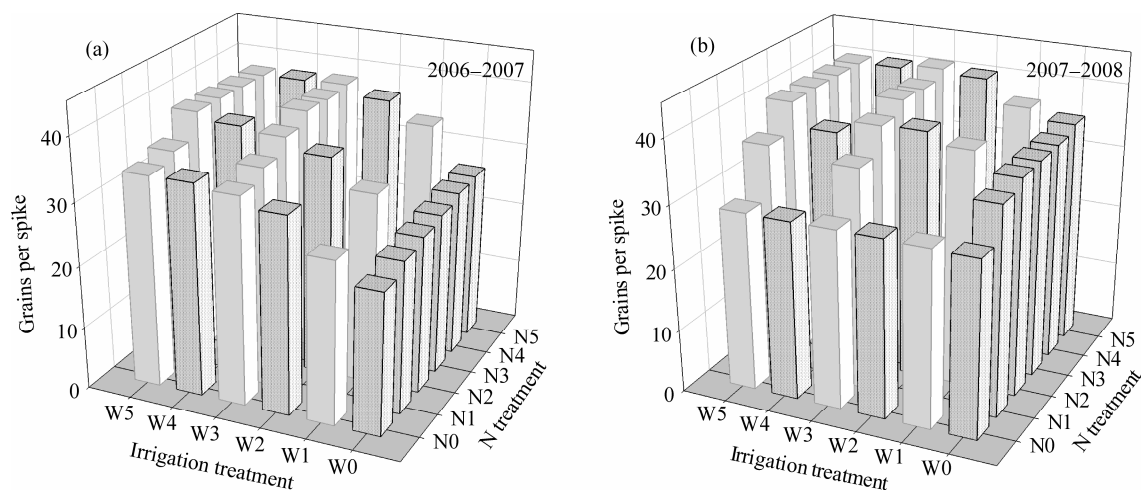 (a)
2006–2007
Grains per spike
40
30
20
10
0
W5
W4
W3
W2
W1
W0
Irrigation treatment
N0
N1
N2
N3
N4
N5
N treatment
(b)
2007–2008
Grains per spike
40
30
20
10
0
W5
W4
W3
W2
W1
W0
Irrigation treatment
N0
N1
N2
N3
N4
N5
N treatment